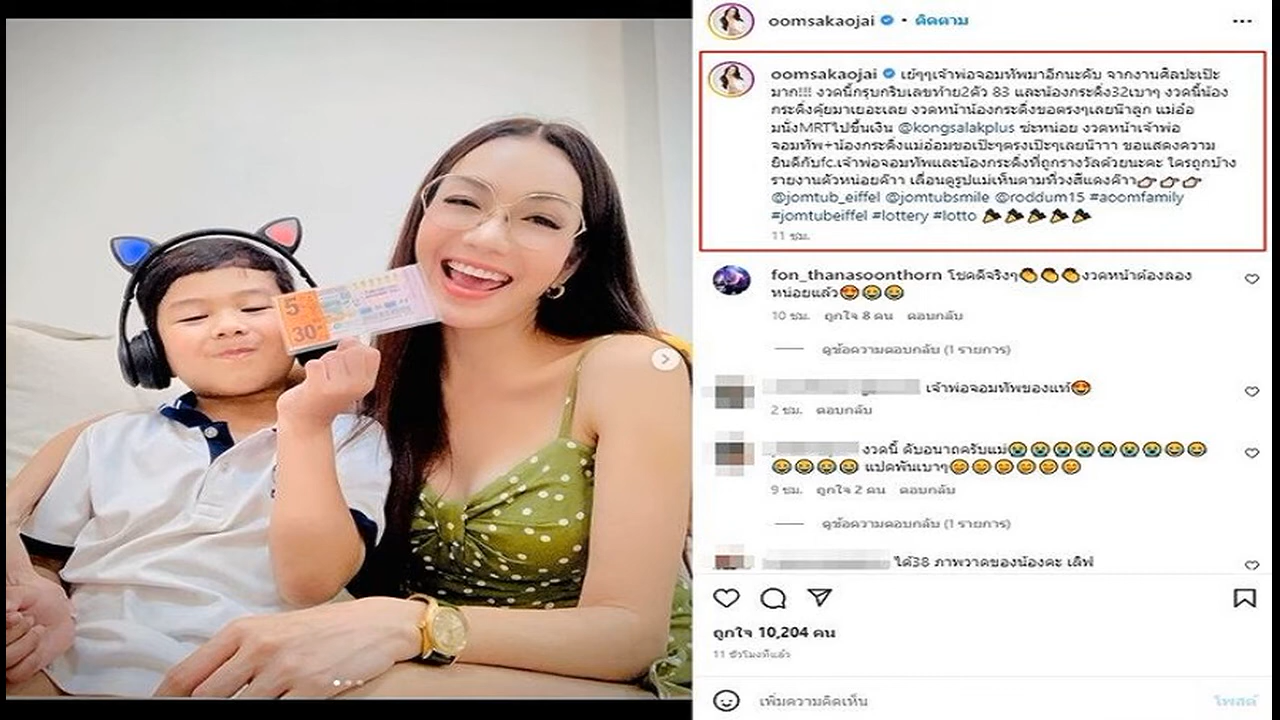 5
30
oomsakaojai • ติดตาม
oomsakaojai เย้ๆๆเจ้าพ่อจอมทัพมาอีกนะคับ จากงานศิลปะเป๊ะ
มาก!!! งวดนี้กรุบกริบเลขท้าย2ตัว 83 และน้องกระดิ่ง32เบาๆ งวดนี้น้อง
กระดิ่งคุ้ยมาเยอะเลย งวดหน้าน้องกระดิ่งขอตรงๆเลยน๊าลูก แม่อ๋อ
มนั่งMRTไปขึ้นเงิน @kongsalakplus ซะหน่อย งวดหน้าเจ้าพ่อ
จอมทัพ+น้องกระดิ่งแม่อ๋อมขอเป๊ะๆตรงเป๊ะๆเลยน๊าาา ขอแสดงความ
ยินดีกับfc.เจ้าพ่อจอมทัพและน้องกระดิ่งที่ถูกรางวัลด้วยนะคะ ใครถูกบ้าง
รายงานตัวหน่อยค๊าา เลื่อนดูรูปแม่เห็นตามที่วงสีแดงค๊าา👉🏻👉🏻👉🏻
@jomtub_eiffel @jomtubsmile @roddum15 #aoomfamily
#jomtubeiffel #lottery #lotto 🎉🎉🎉🎉🎉
11 ชม.
fon_thanasoonthorn โชคดีจริงๆ👏👏👏งวดหน้าต้องลอง
หน่อยแล้ว🤩😂😂
10 ชม. ถูกใจ 8 คน ตอบกลับ
ดูข้อความตอบกลับ (1 รายการ)
เจ้าพ่อจอมทัพของแท้🤩
2 ชม. ตอบกลับ
งวดนี้ ดับอนาถครับแม่😭😭😭😭😭😭😭😂😂
😂😂😂😂 แปดพันเบาๆ🤗🤗🤗🤗🤗🤗
9 ชม. ถูกใจ 2 คน ตอบกลับ
ดูข้อความตอบกลับ (1 รายการ)
ได้38 ภาพวาดของน้องคะ เลิฟ
ถูกใจ 10,204 คน
11 ชั่วโมงที่แล้ว
เพิ่มความคิดเห็น
โพสต์